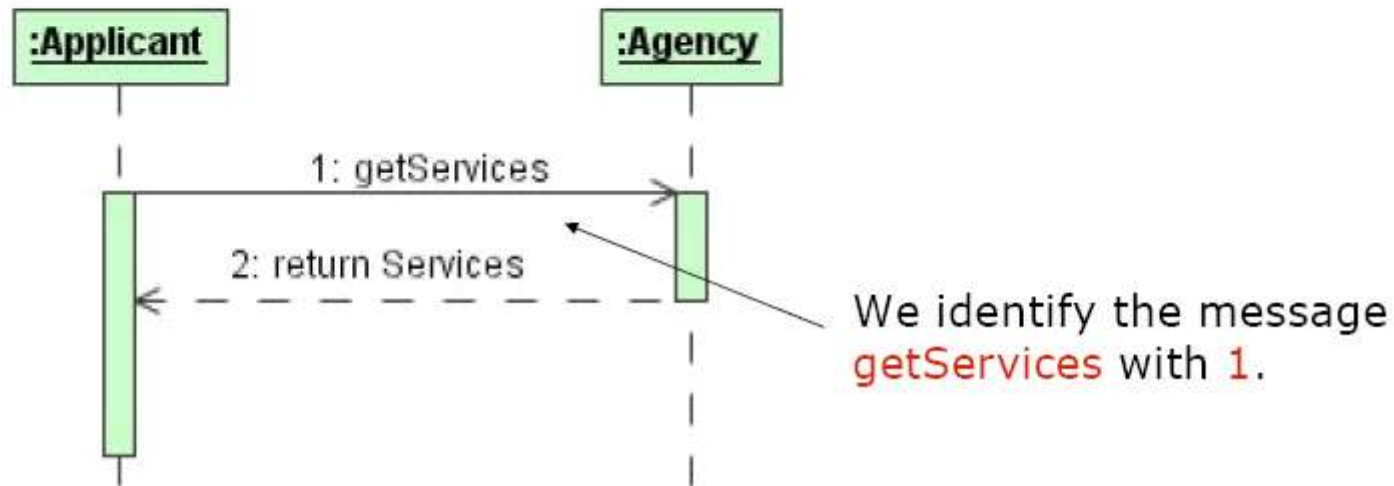 :Applicant
:Agency
1: getServices
2: return Services
We identify the message
getServices with 1.